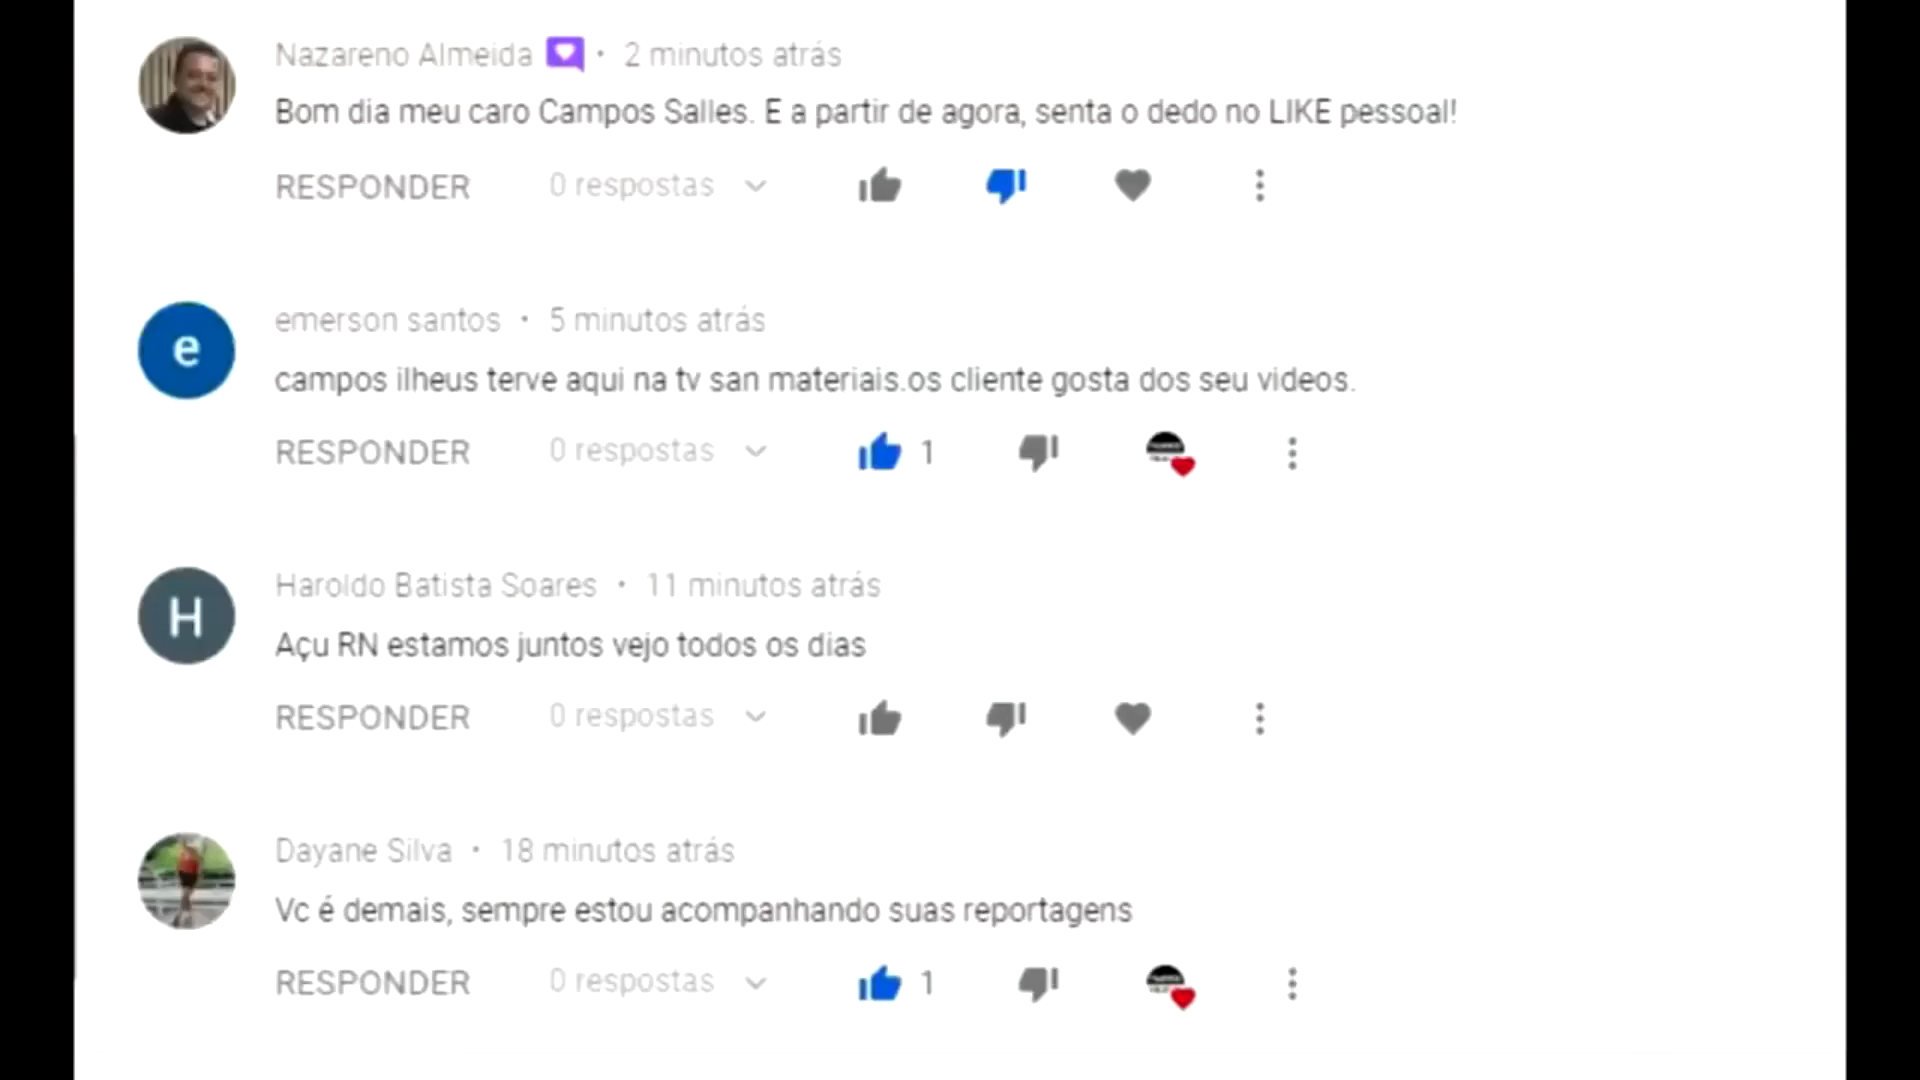 Nazareno Almeida • 2 minutos atrás
Bom dia meu caro Campos Salles. E a partir de agora, senta o dedo no LIKE pessoal!
RESPONDER 0 respostas
e
emerson santos • 5 minutos atrás
campos ilheus terve aqui na tv san materiais.os cliente gosta dos seu videos.
RESPONDER 0 respostas 1
H
Haroldo Batista Soares • 11 minutos atrás
Açu RN estamos juntos vejo todos os dias
RESPONDER 0 respostas
Dayane Silva • 18 minutos atrás
Vc é demais, sempre estou acompanhando suas reportagens
RESPONDER 0 respostas 1